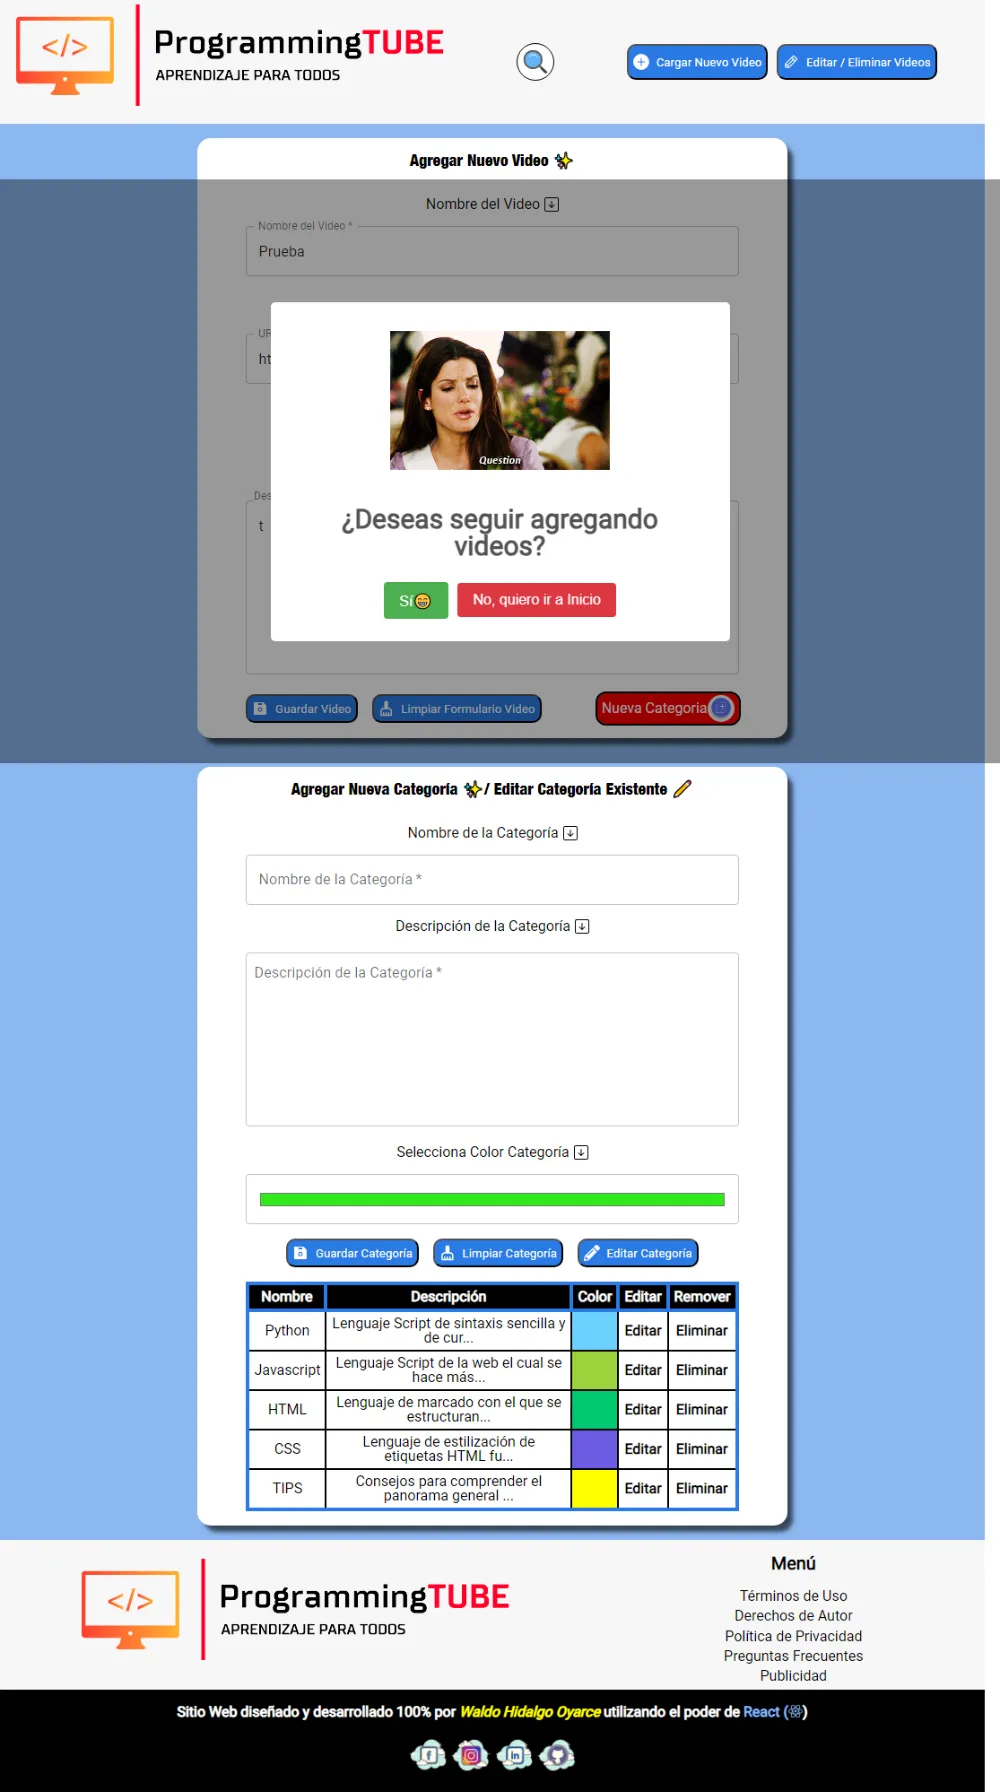 </>
ProgrammingTUBE
APRENDIZAJE PARA TODOS
Cargar Nuevo Video
Editar / Eliminar Videos
Agregar Nuevo Video ✨
Nombre del Video
Nombre del Video *
Prueba
UR
ht
Question
¿Deseas seguir agregando
videos?
Sí😁
No, quiero ir a Inicio
Des
t
Guardar Video
Limpiar Formulario Video
Nueva Categoria
Agregar Nueva Categoría ✨/ Editar Categoría Existente ✏️
Nombre de la Categoría
Nombre de la Categoría *
Descripción de la Categoría
Descripción de la Categoría *
Selecciona Color Categoría
Guardar Categoría
Limpiar Categoría
Editar Categoría
Nombre Descripción Color Editar Remover
Python Lenguaje Script de sintaxis sencilla y de cur... Editar Eliminar
Javascript Lenguaje Script de la web el cual se hace más... Editar Eliminar
HTML Lenguaje de marcado con el que se estructuran... Editar Eliminar
CSS Lenguaje de estilización de etiquetas HTML fu... Editar Eliminar
TIPS Consejos para comprender el panorama general ... Editar Eliminar
</>
ProgrammingTUBE
APRENDIZAJE PARA TODOS
Menú
Términos de Uso
Derechos de Autor
Política de Privacidad
Preguntas Frecuentes
Publicidad
Sitio Web diseñado y desarrollado 100% por Waldo Hidalgo Oyarce utilizando el poder de React (⚛)